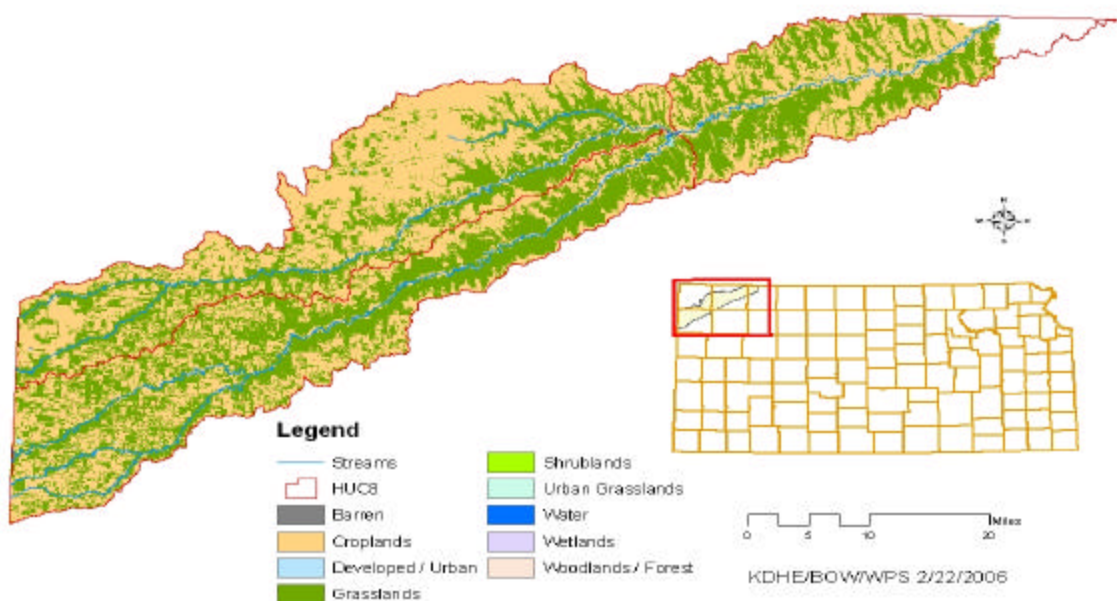 N
W
E
S
Legend
Streams
HUC8
Barren
Croplands
Developed / Urban
Grasslands
Shrublands
Urban Grasslands
Water
Wetlands
Woodlands / Forest
Miles
0 5 10 20
KDHE/BOW/WPS 2/22/2006